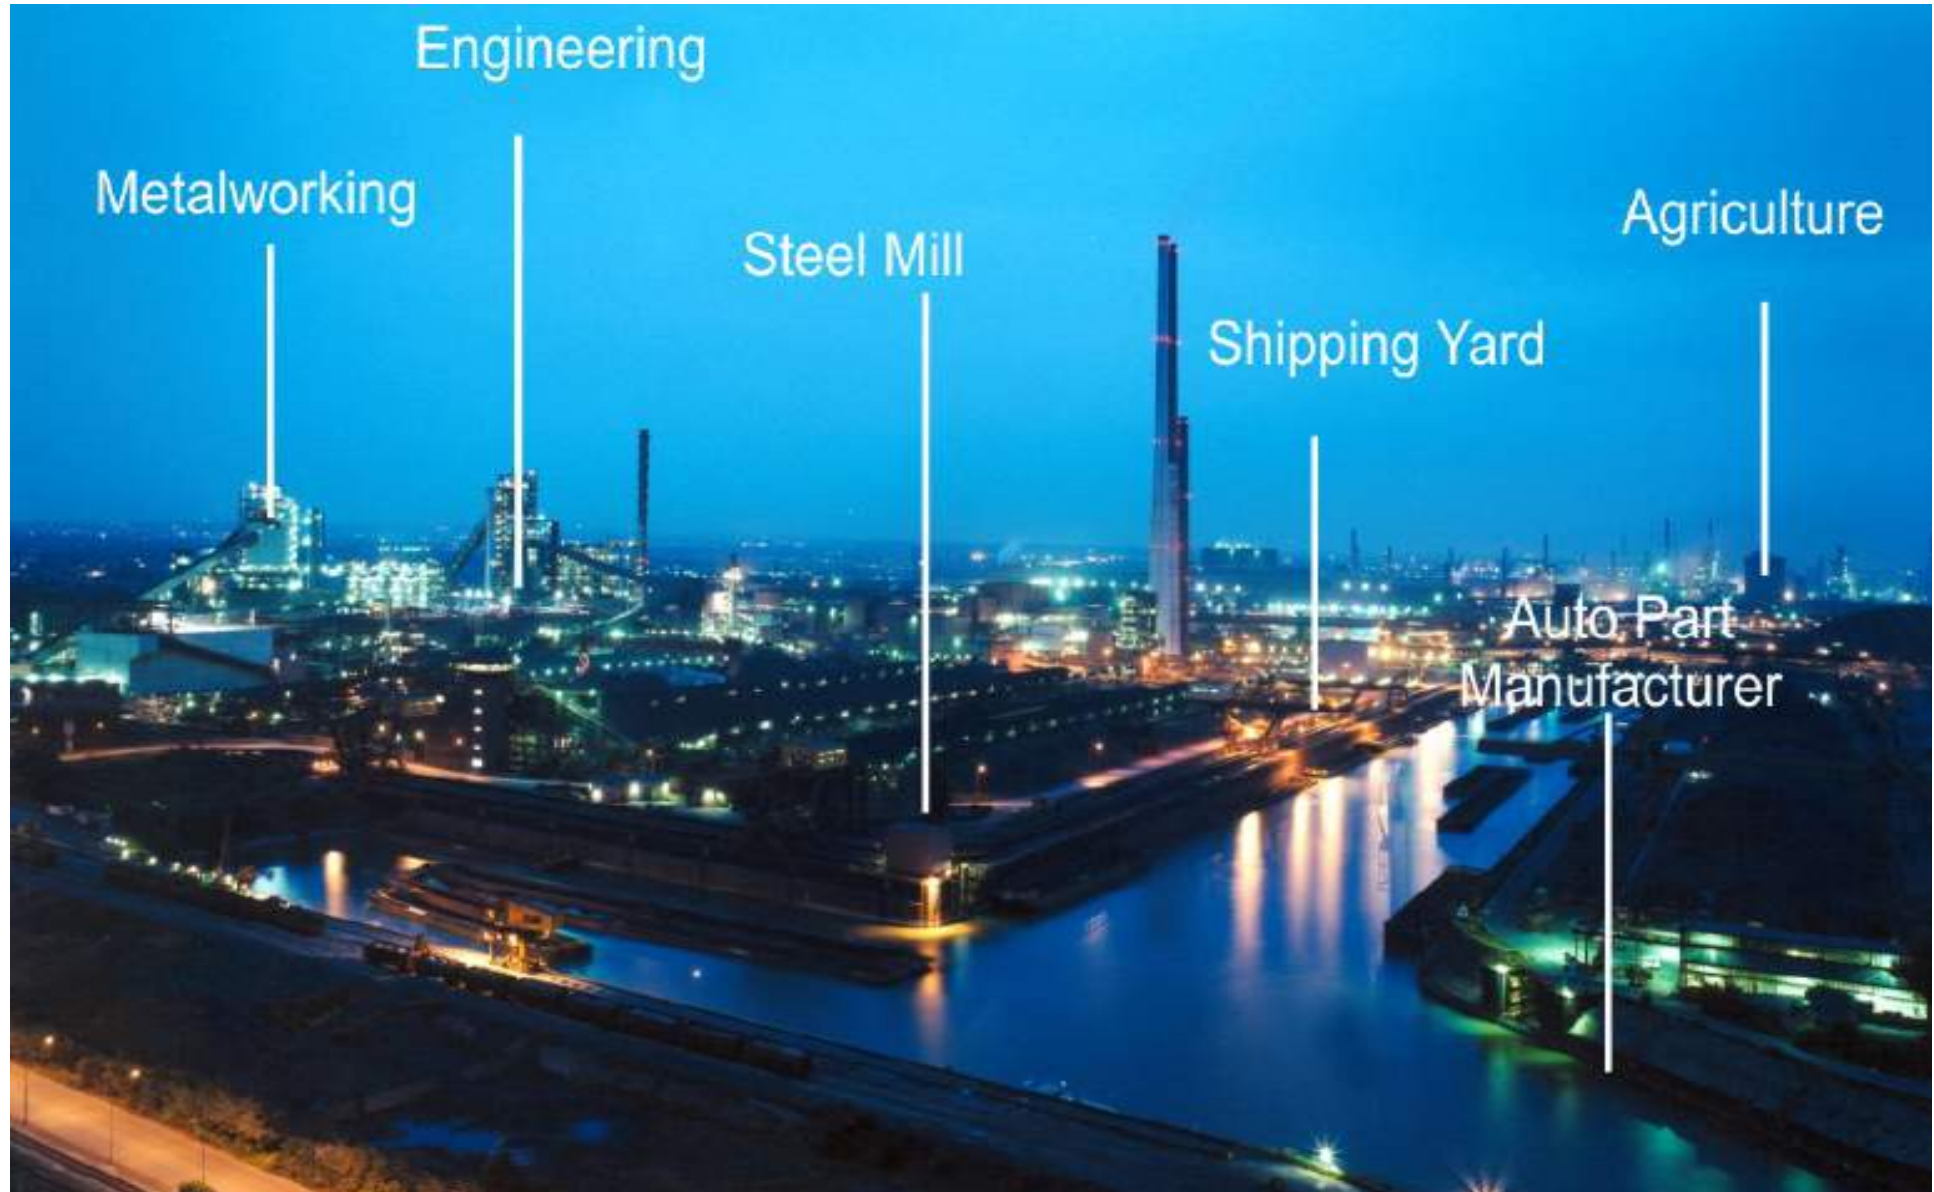 Engineering
Metalworking
Steel Mill
Agriculture
Shipping Yard
Auto Part
Manufacturer